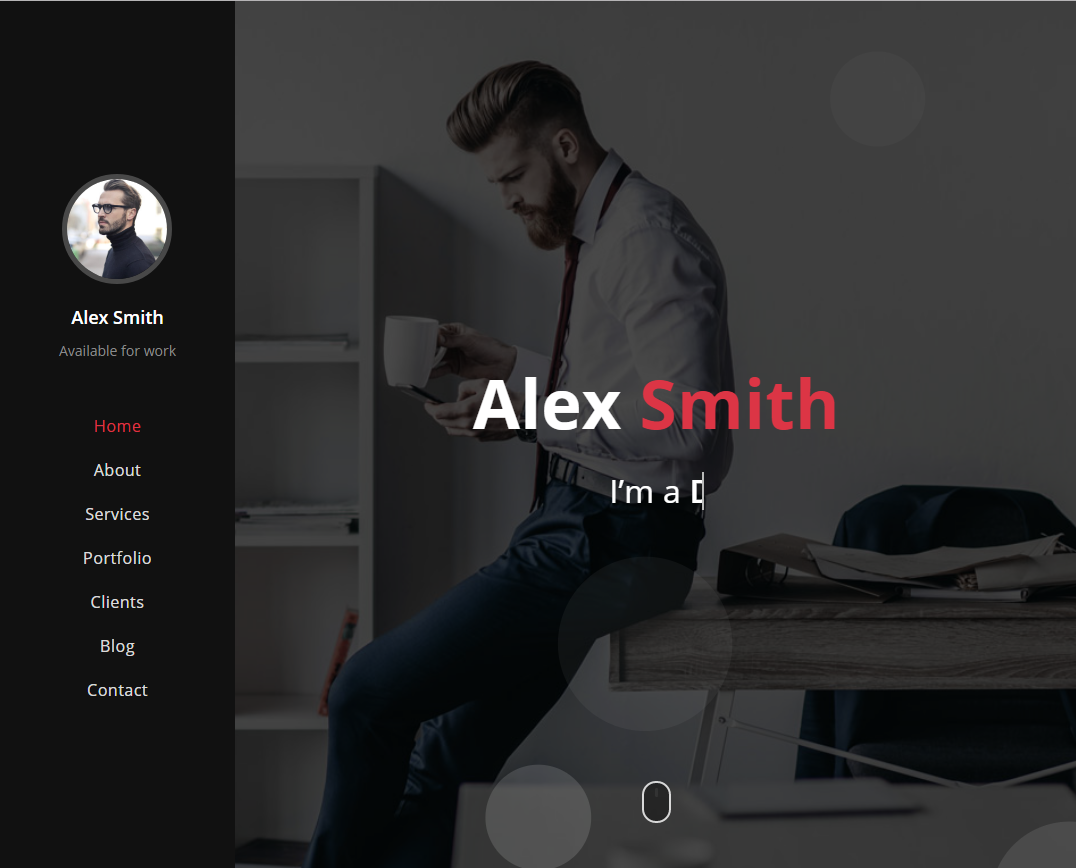 Alex Smith
Available for work
Home
About
Services
Portfolio
Clients
Blog
Contact
Alex Smith
I'm a